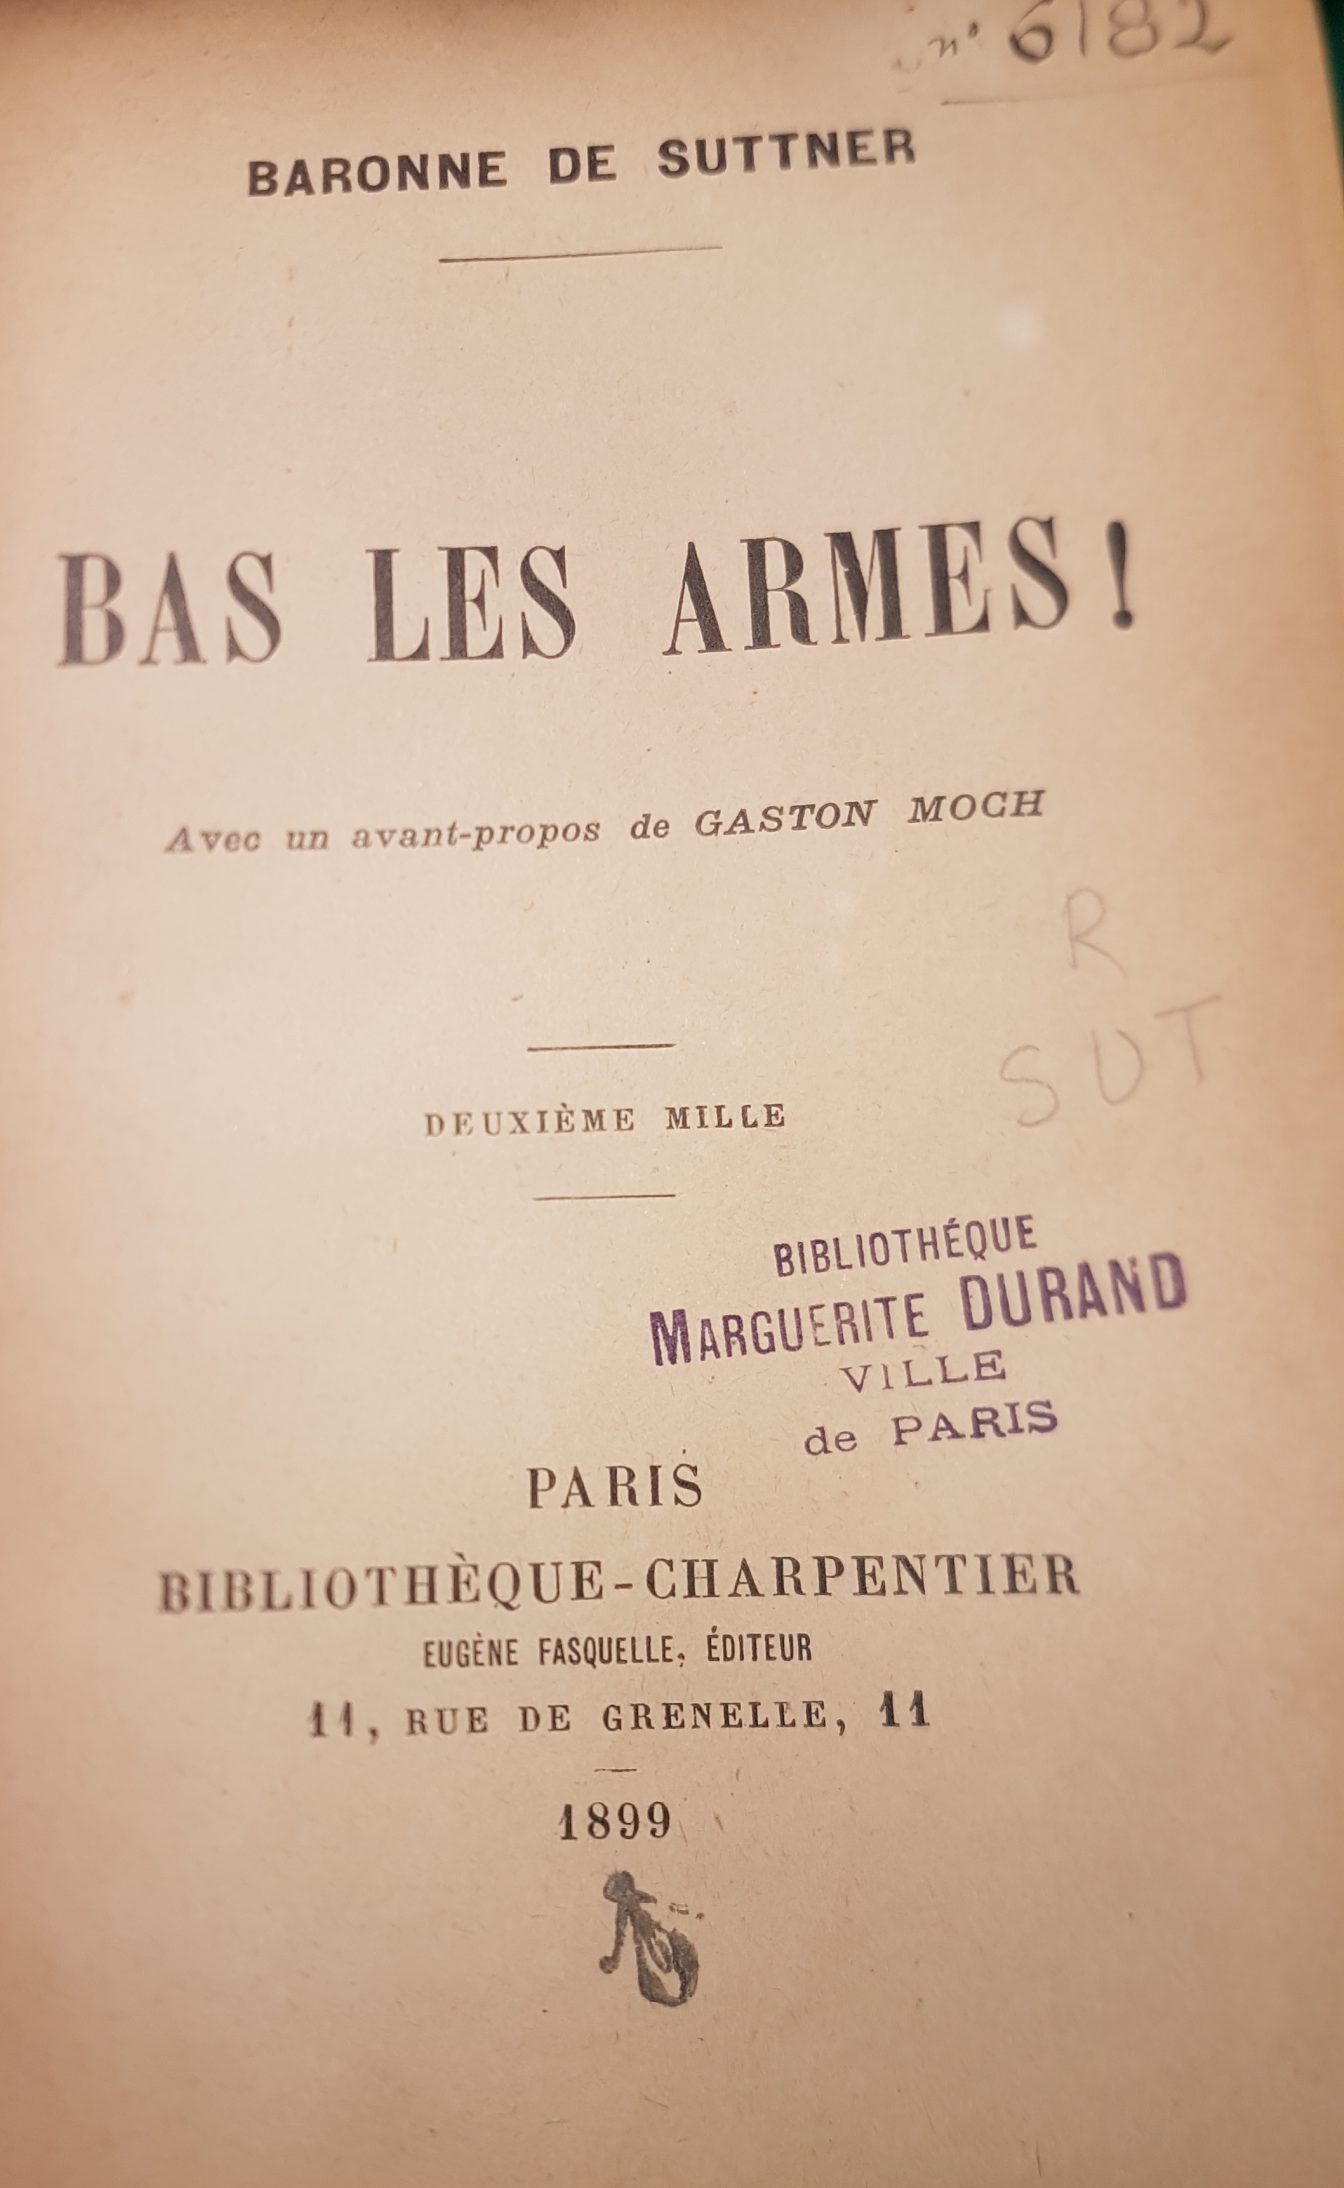 n° 6182
BARONNE DE SUTTNER
BAS LES ARMES !
Avec un avant-propos de GASTON MOCH
R
SUT
DEUXIÈME MILLE
BIBLIOTHÉQUE
MARGUERITE DURAND
VILLE
de PARIS
PARIS
BIBLIOTHÈQUE-CHARPENTIER
EUGÈNE FASQUELLE, ÉDITEUR
11, RUE DE GRENELLE, 11
1899